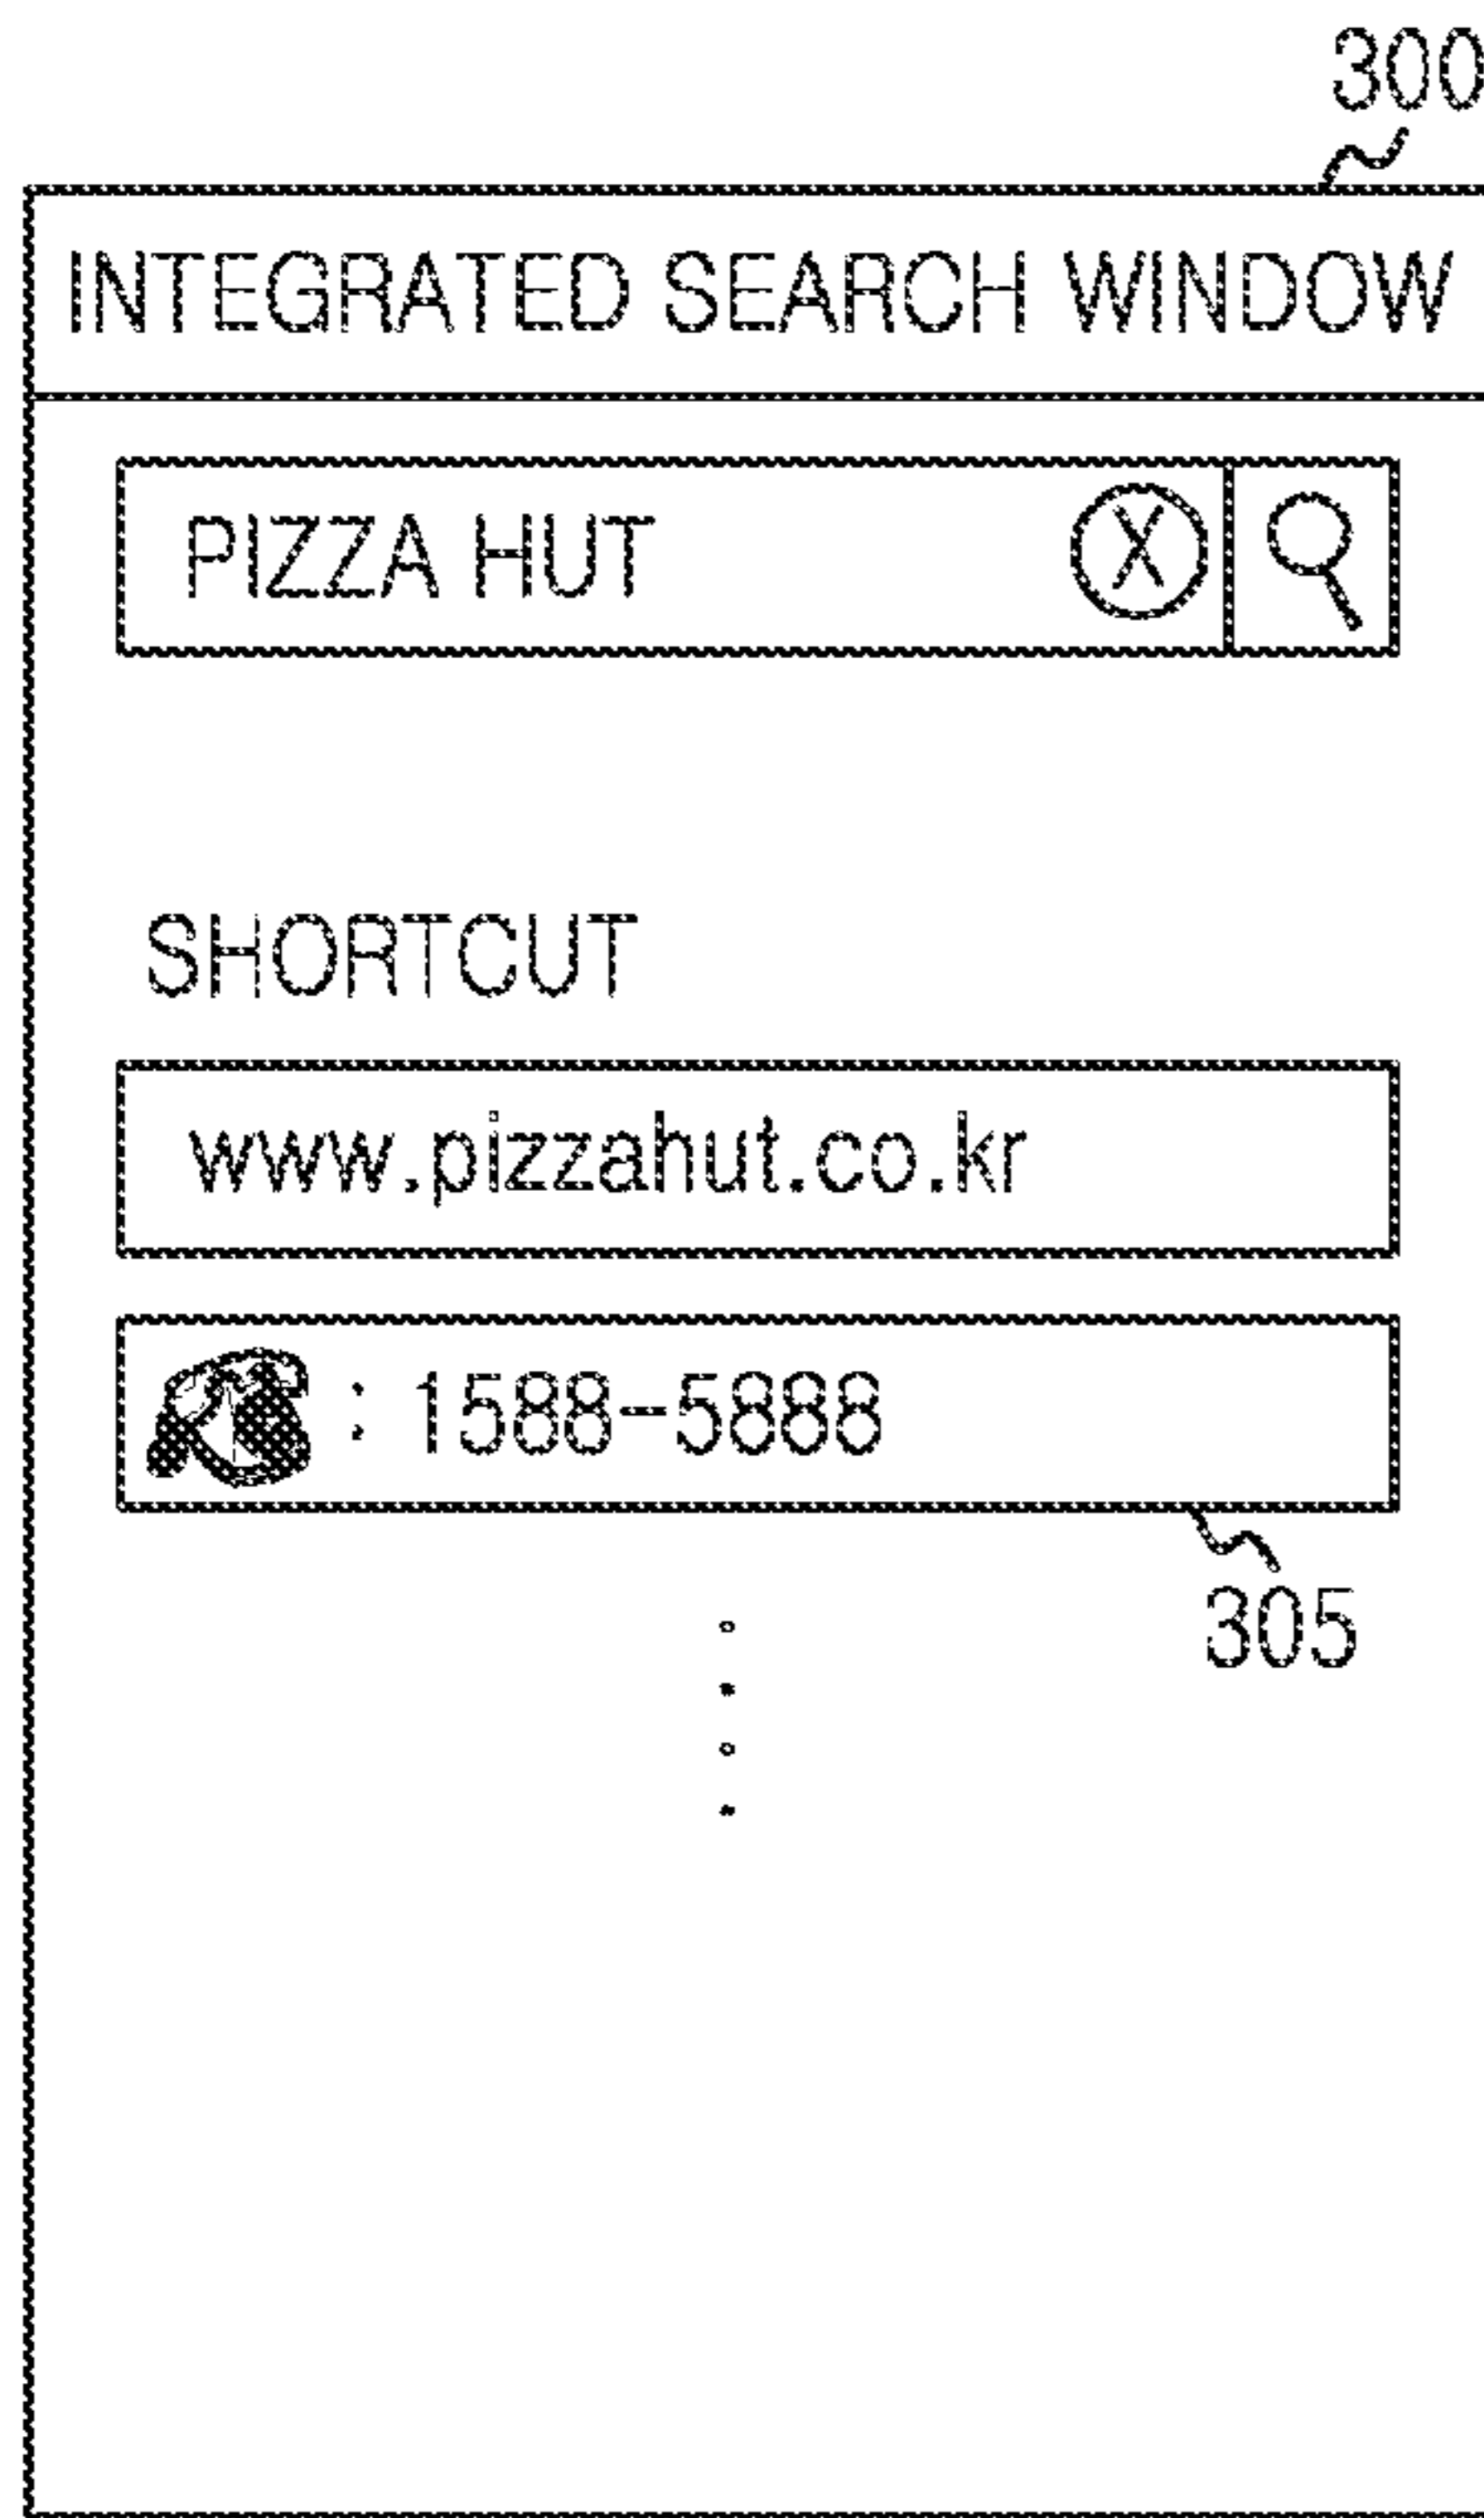 300
INTEGRATED SEARCH WINDOW
PIZZA HUT X
SHORTCUT
www.pizzahut.co.kr
: 1588-5888
305